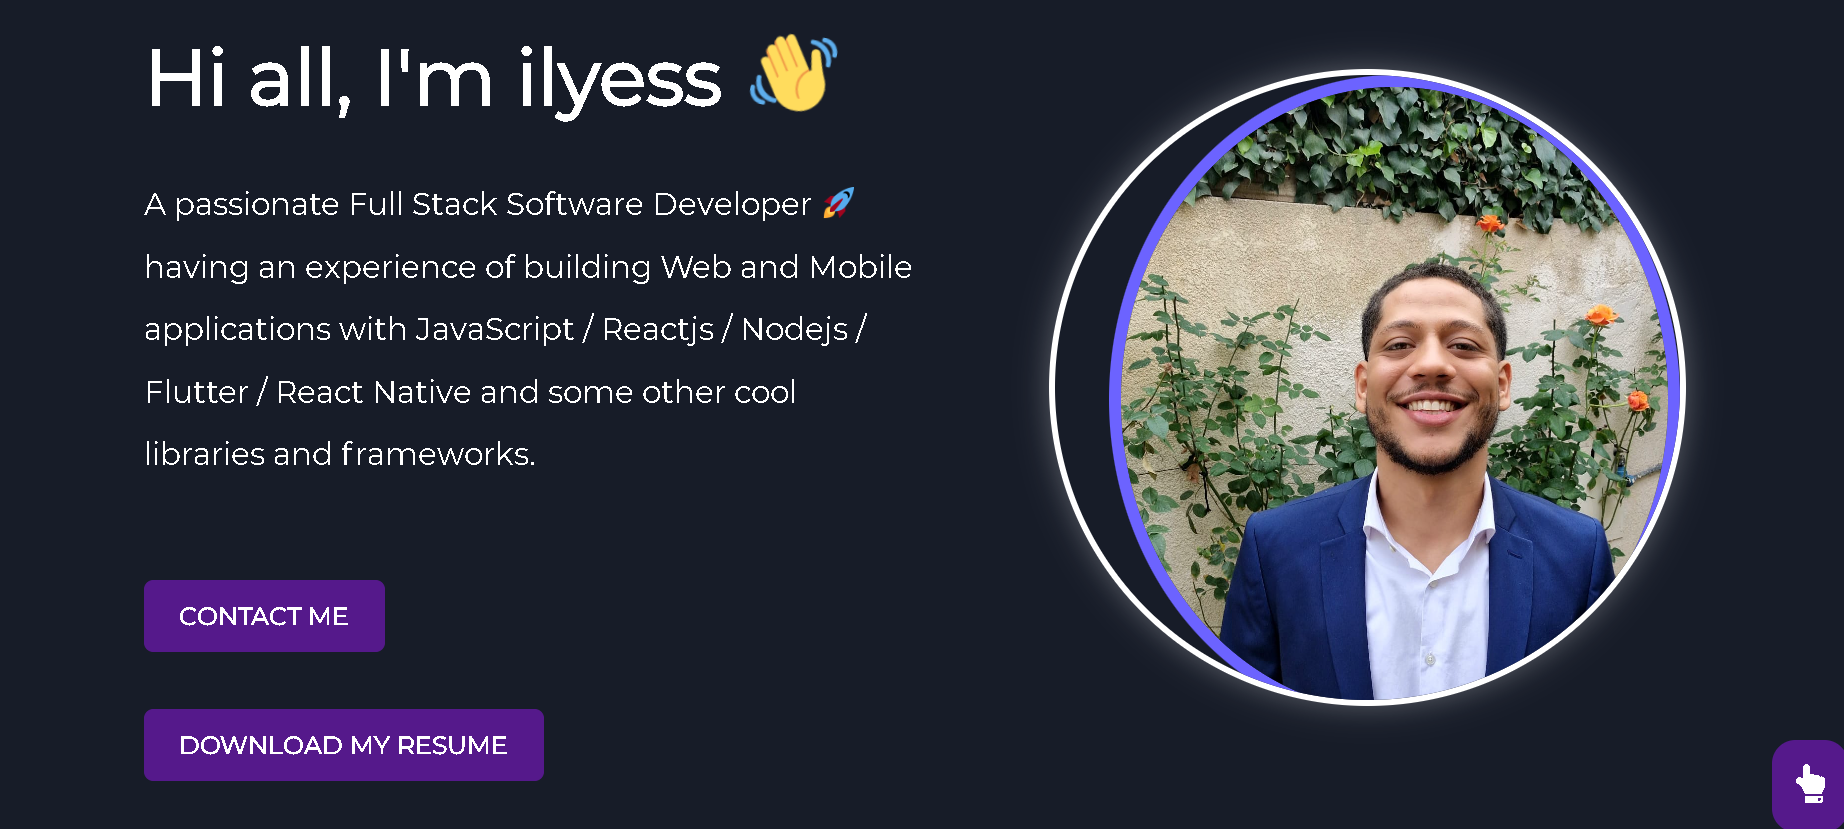 Hi all, I'm ilyess 👋
A passionate Full Stack Software Developer 🚀
having an experience of building Web and Mobile
applications with JavaScript / Reactjs / Nodejs /
Flutter / React Native and some other cool
libraries and frameworks.
CONTACT ME
DOWNLOAD MY RESUME